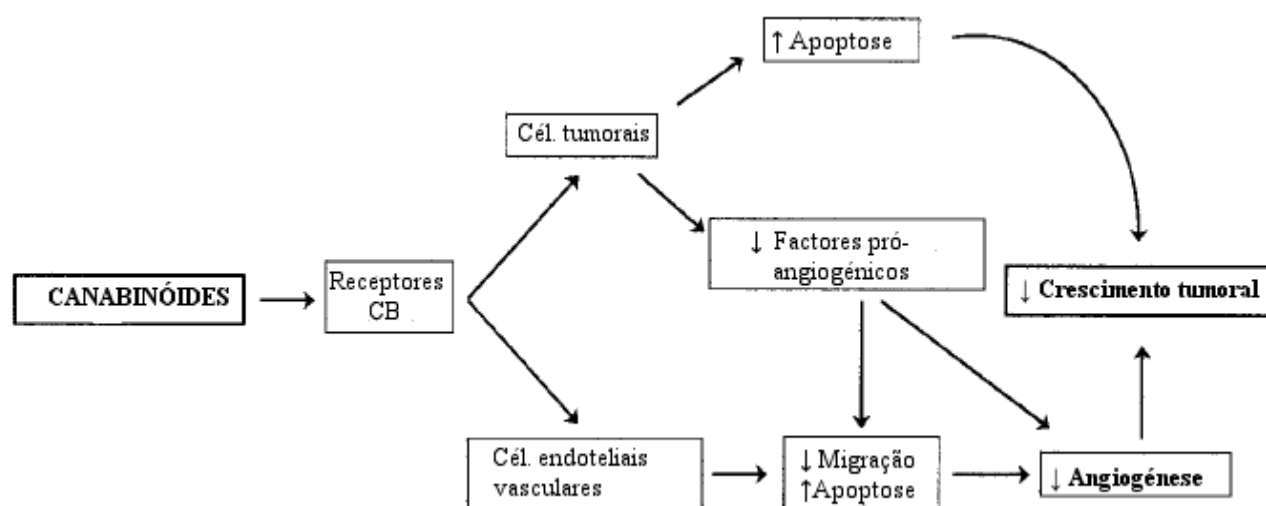 ↑ Apoptose
Cél. tumorais
↓ Factores pró-
angiogénicos
CANABINÓIDES
Receptores
CB
↓ Crescimento tumoral
Cél. endoteliais
vasculares
↓ Migração
↑Apoptose
↓ Angiogénese